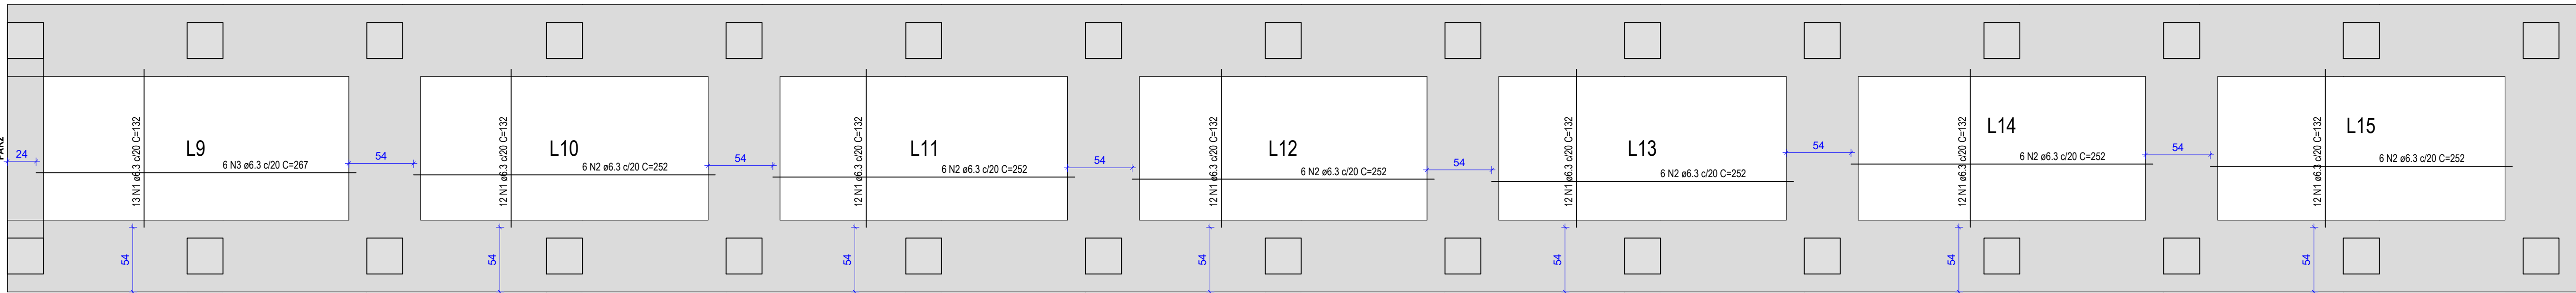 PAR2
24
13 N1 ø6.3 c/20 C=132
L9
6 N3 ø6.3 c/20 C=267
54
54
12 N1 ø6.3 c/20 C=132
L10
6 N2 ø6.3 c/20 C=252
54
54
12 N1 ø6.3 c/20 C=132
L11
6 N2 ø6.3 c/20 C=252
54
54
12 N1 ø6.3 c/20 C=132
L12
6 N2 ø6.3 c/20 C=252
54
54
12 N1 ø6.3 c/20 C=132
L13
6 N2 ø6.3 c/20 C=252
54
54
12 N1 ø6.3 c/20 C=132
L14
6 N2 ø6.3 c/20 C=252
54
54
12 N1 ø6.3 c/20 C=132
L15
6 N2 ø6.3 c/20 C=252
54